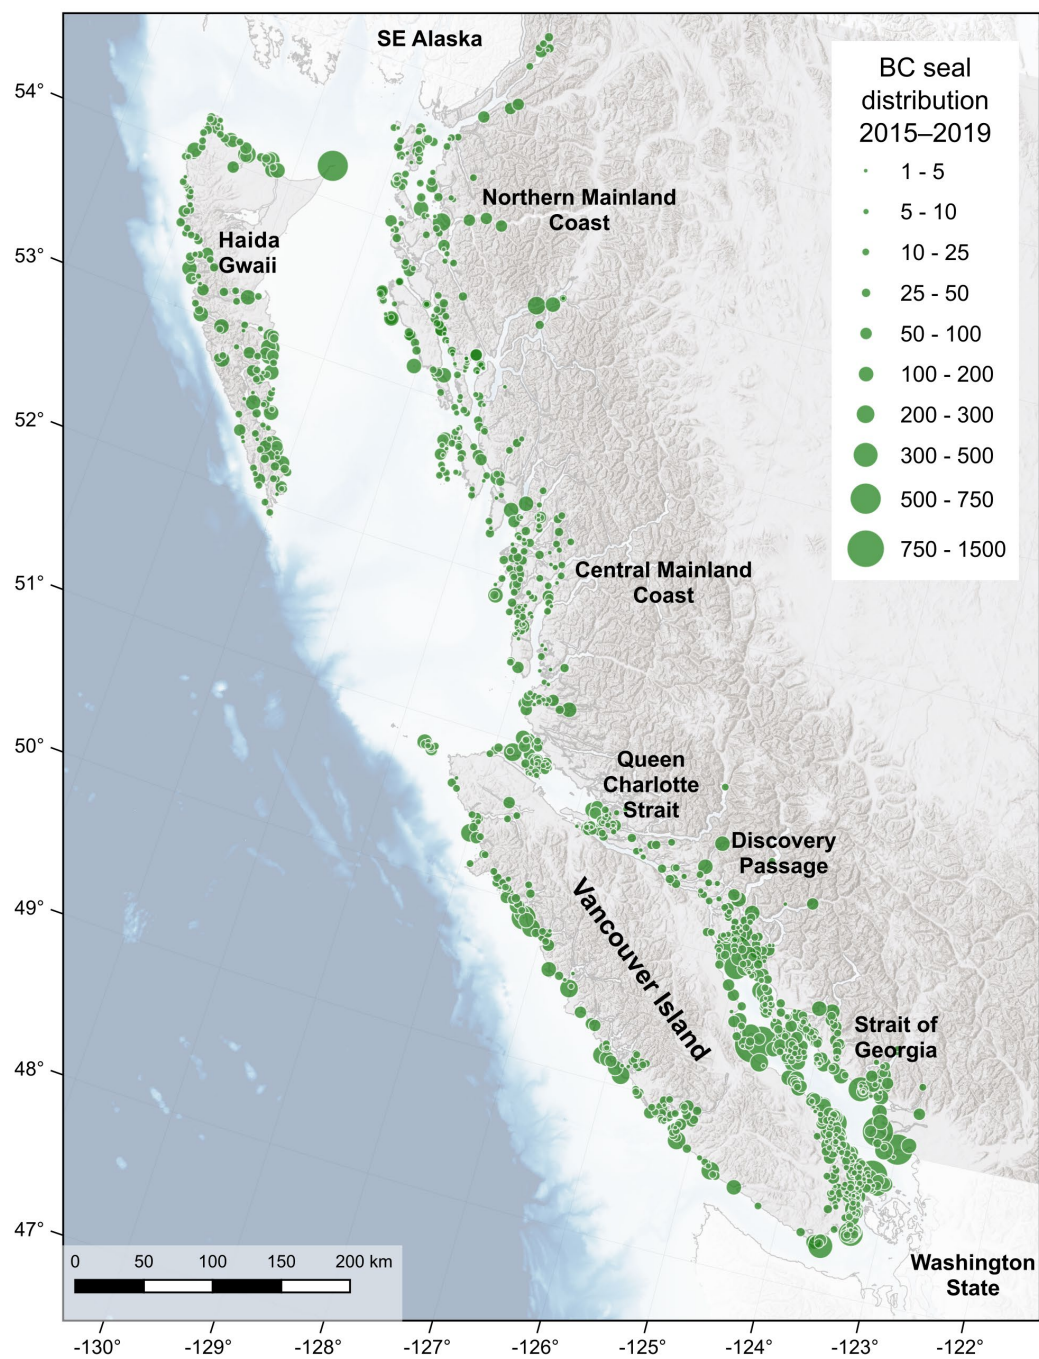 SE Alaska
BC seal
distribution
2015–2019
1 - 5
5 - 10
10 - 25
25 - 50
50 - 100
100 - 200
200 - 300
300 - 500
500 - 750
750 - 1500
54°
53°
52°
51°
50°
49°
48°
47°
Northern Mainland
Coast
Haida
Gwaii
Central Mainland
Coast
Queen
Charlotte
Strait
Discovery
Passage
Vancouver Island
Strait of
Georgia
Washington
State
0 50 100 150 200 km
-130° -129° -128° -127° -126° -125° -124° -123° -122°